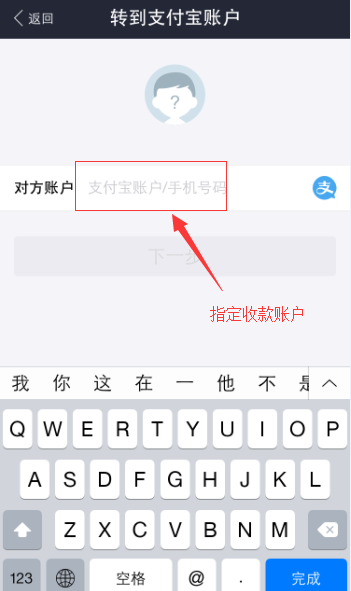 返回 转到支付宝账户
?
对方账户 支付宝账户/手机号码 支
下一步
指定收款账户
我 你 这 在 一 他 不 是
Q W E R T Y U I O P
A S D F G H J K L
Z X C V B N M
123 空格 @ . 完成